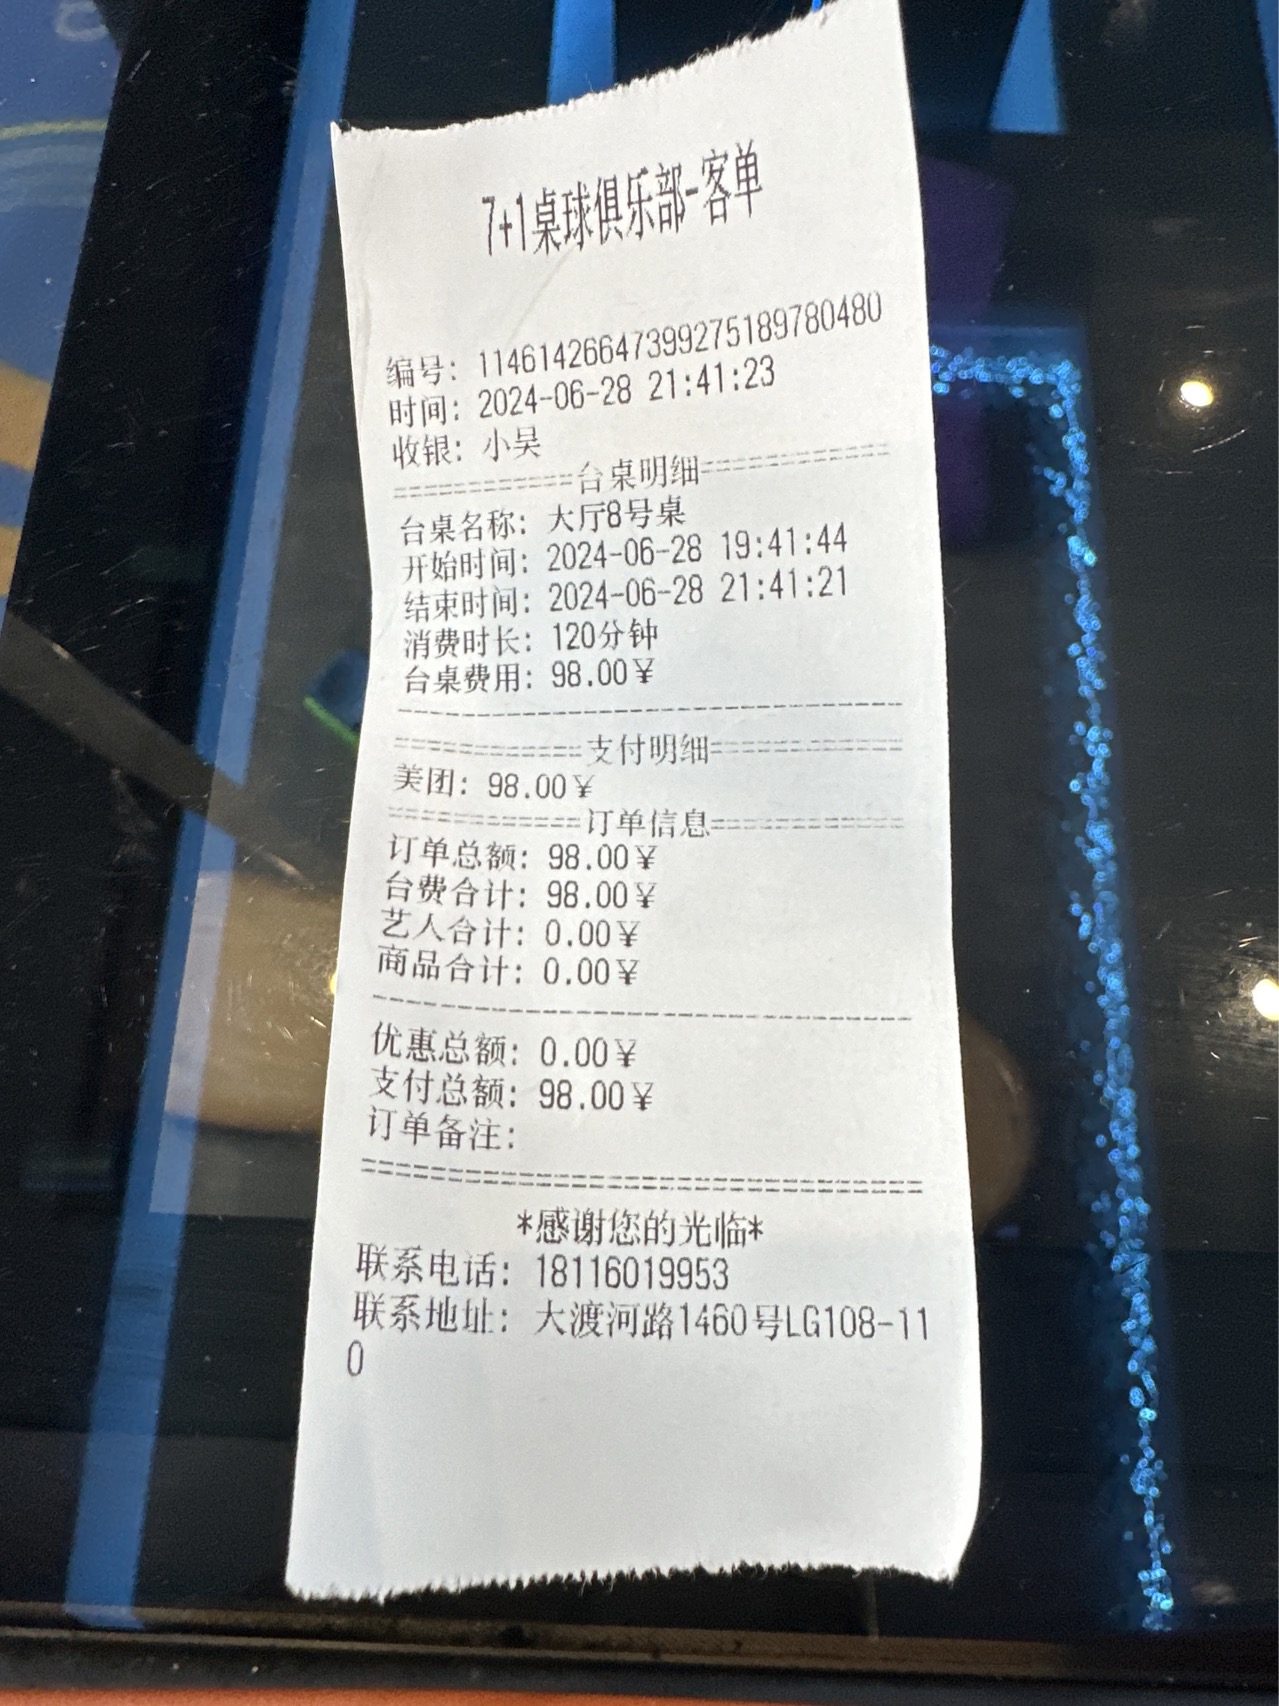 7+1桌球俱乐部-客单
编号：1146142664739927518978​0480
时间：2024-06-28 21:41:23
收银：小吴
============台桌明细============
台桌名称：大厅8号桌
开始时间：2024-06-28 19:41:44
结束时间：2024-06-28 21:41:21
消费时长：120分钟
台桌费用：98.00¥
--------------------------------
============支付明细============
美团：98.00¥
============订单信息============
订单总额：98.00¥
台费合计：98.00¥
艺人合计：0.00¥
商品合计：0.00¥
--------------------------------
优惠总额：0.00¥
支付总额：98.00¥
订单备注：
================================
*感谢您的光临*
联系电话：18116019953
联系地址：大渡河路1460号LG108-11
0